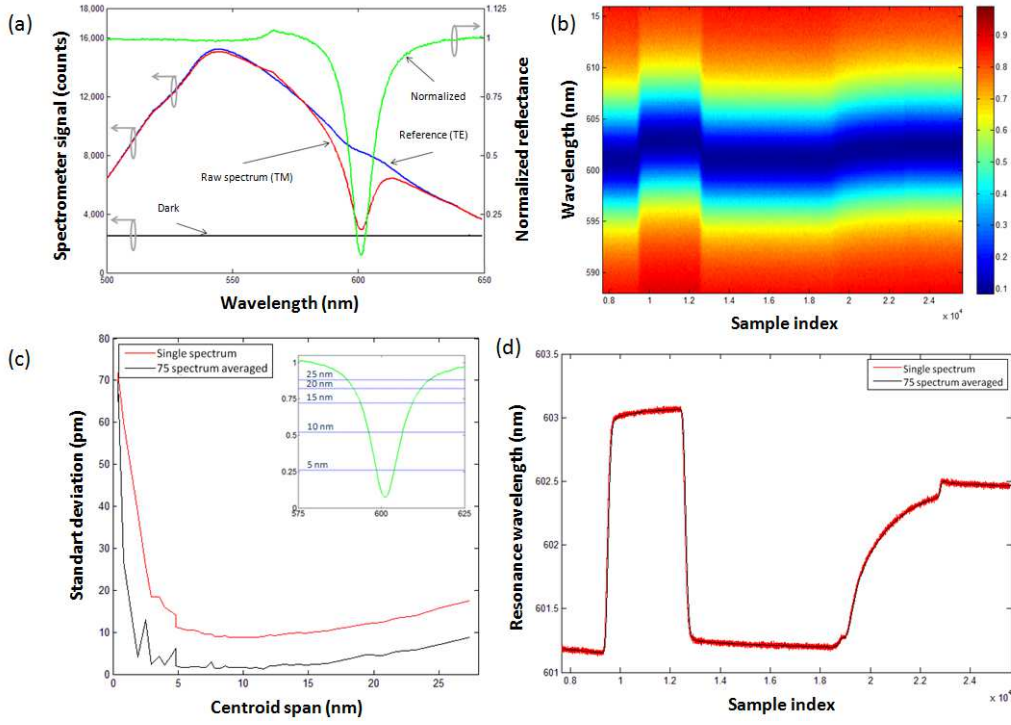 (a)
Spectrometer signal (counts)
18.000
16.000
12.000
8.000
4.000
0
500
550
600
650
Wavelength (nm)
1.125
1
0.75
0.5
0.25
Normalized reflectance
Normalized
Reference (TE)
Raw spectrum (TM)
Dark
(b)
Wavelength (nm)
615
610
605
600
595
590
0.8
1
1.2
1.4
1.6
1.8
2
2.2
2.4
x 10⁴
Sample index
0.9
0.8
0.7
0.6
0.5
0.4
0.3
0.2
0.1
(c)
Standart deviation (pm)
80
70
60
50
40
30
20
10
0
0
5
10
15
20
25
Centroid span (nm)
Single spectrum
75 spectrum averaged
1
0.75
0.5
0.25
0
25 nm
20 nm
15 nm
10 nm
5 nm
575
600
625
(d)
Resonance wavelength (nm)
603.5
603
602.5
602
601.5
601
0.8
1
1.2
1.4
1.6
1.8
2
2.2
2.4
x 10⁴
Sample index
Single spectrum
75 spectrum averaged